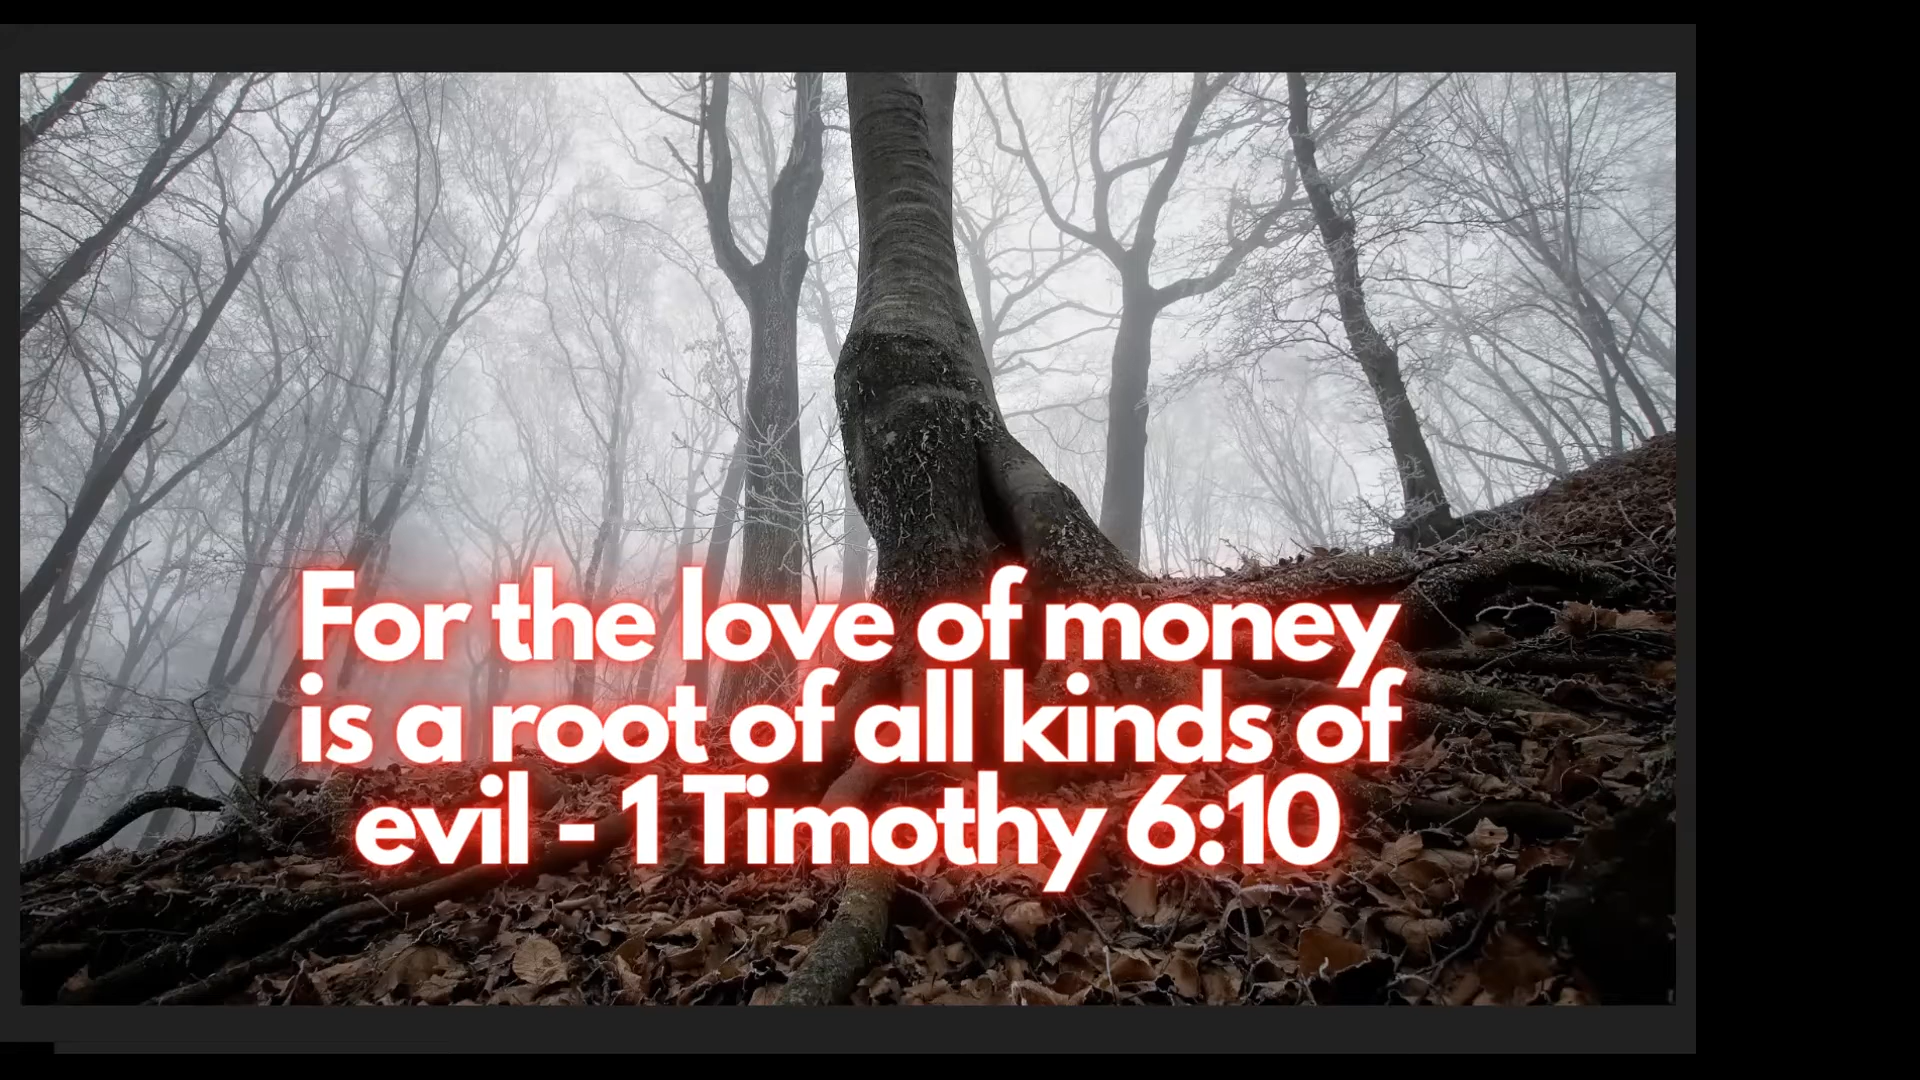 For the love of money
is a root of all kinds of
evil - 1 Timothy 6:10